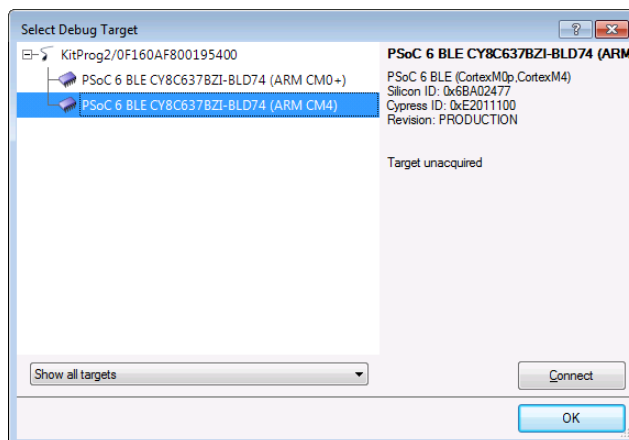 Select Debug Target
KitProg2/0F160AF800195400
PSoC 6 BLE CY8C637BZI-BLD74 (ARM CM0+)
PSoC 6 BLE CY8C637BZI-BLD74 (ARM CM4)
PSoC 6 BLE CY8C637BZI-BLD74 (ARM
PSoC 6 BLE (CortexM0p,CortexM4)
Silicon ID: 0x6BA02477
Cypress ID: 0xE2011100
Revision: PRODUCTION
Target unacquired
Show all targets
Connect
OK